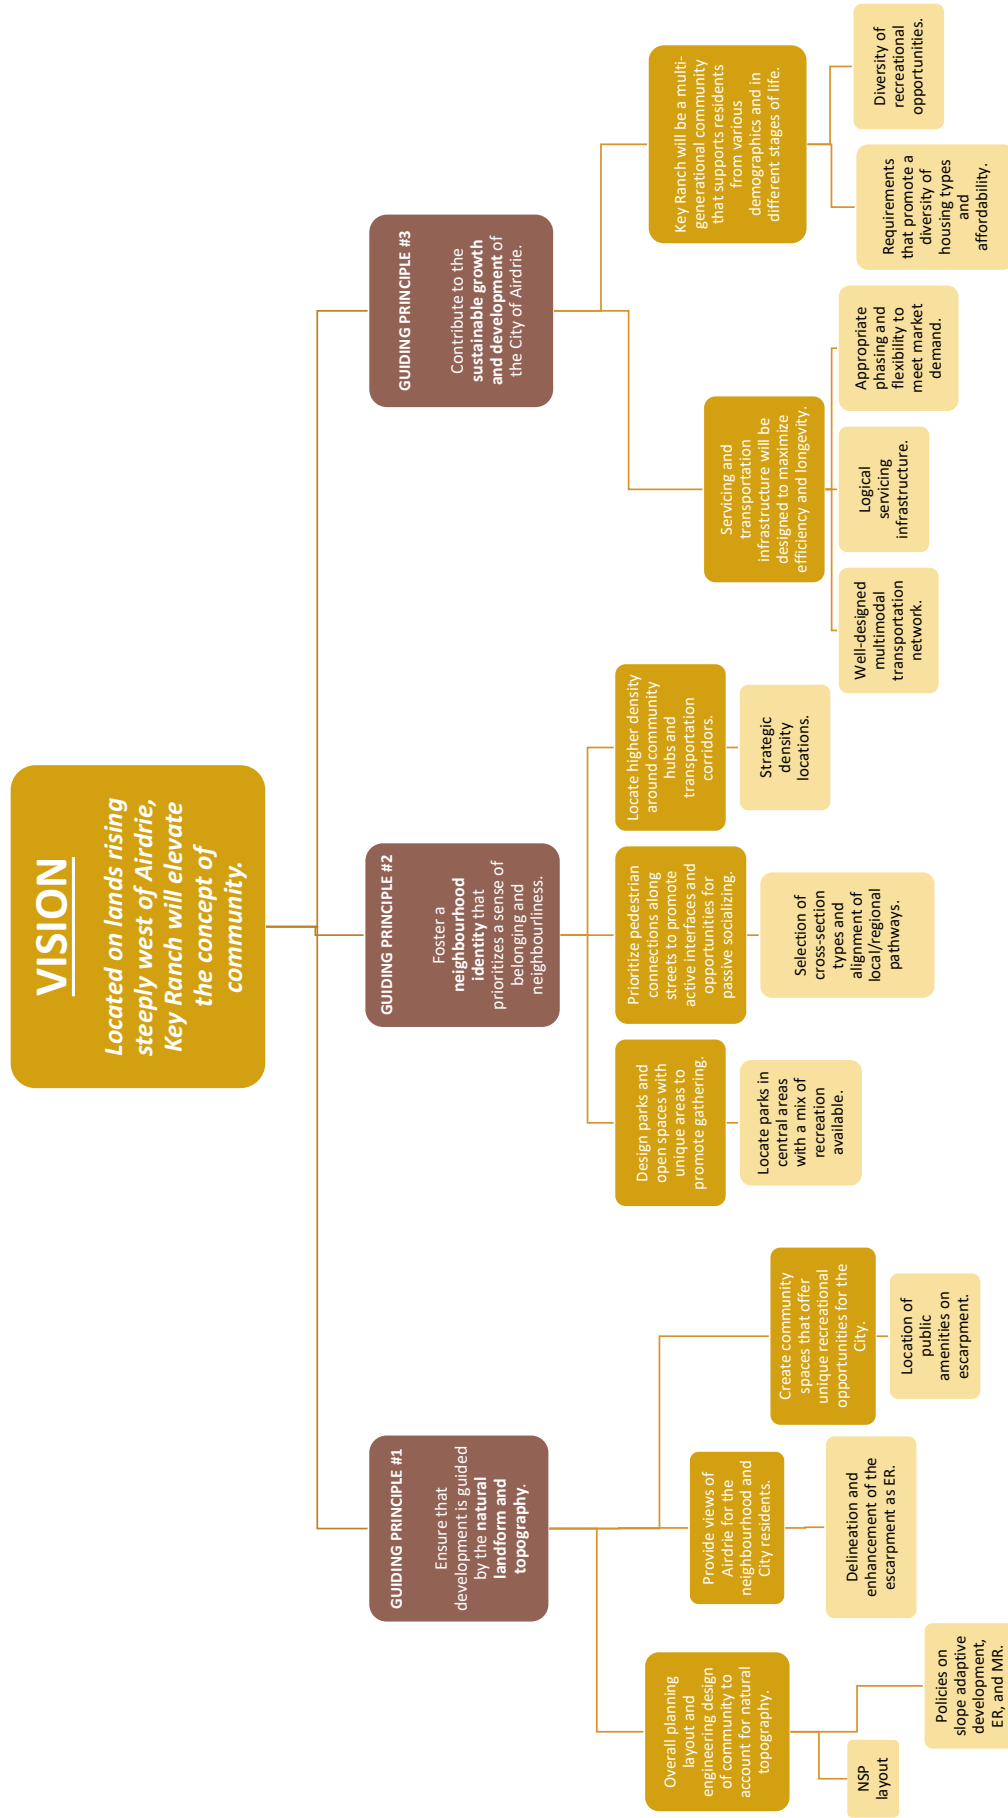 VISION
Located on lands rising
steeply west of Airdrie,
Key Ranch will elevate
the concept of
community.
GUIDING PRINCIPLE #1
Ensure that
development is guided
by the natural
landform and
topography.
Overall planning
layout and
engineering design
of community to
account for natural
topography.
NSP
layout
Policies on
slope adaptive
development,
ER, and MR.
Provide views of
Airdrie for the
neighbourhood and
City residents.
Delineation and
enhancement of the
escarpment as ER.
Create community
spaces that offer
unique recreational
opportunities for the
City.
Location of
public
amenities on
escarpment.
GUIDING PRINCIPLE #2
Foster a
neighbourhood
identity that
prioritizes a sense of
belonging and
neighbourliness.
Design parks and
open spaces with
unique areas to
promote gathering.
Locate parks in
central areas
with a mix of
recreation
available.
Prioritize pedestrian
connections along
streets to promote
active interfaces and
opportunities for
passive socializing.
Selection of
cross-section
types and
alignment of
local/regional
pathways.
Locate higher density
around community
hubs and
transportation
corridors.
Strategic
density
locations.
GUIDING PRINCIPLE #3
Contribute to the
sustainable growth
and development of
the City of Airdrie.
Servicing and
transportation
infrastructure will be
designed to maximize
efficiency and longevity.
Well-designed
multimodal
transportation
network.
Logical
servicing
infrastructure.
Appropriate
phasing and
flexibility to
meet market
demand.
Key Ranch will be a multi-
generational community
that supports residents
from various
demographics and in
different stages of life.
Requirements
that promote a
diversity of
housing types
and
affordability.
Diversity of
recreational
opportunities.